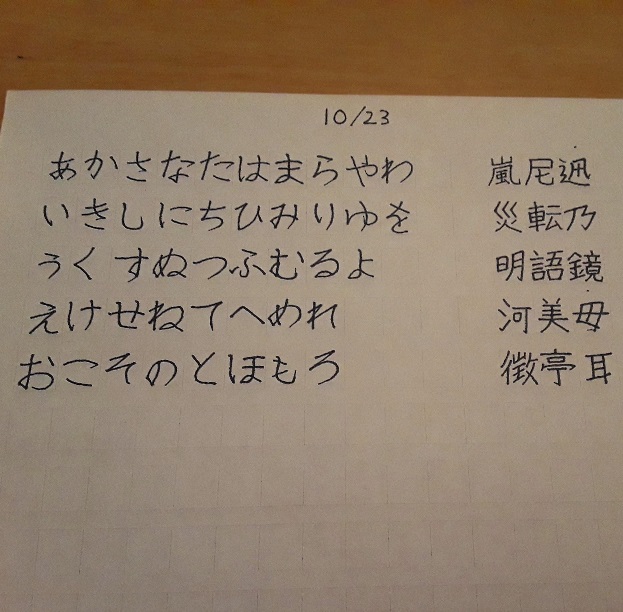 10/23
あかさなたはまらやわ 嵐尼
いきしにちひみりゆを 災転乃
うくすぬつふむるよ 明語鏡
えけせねてへめれ 河美毋
おこそのとほもろ 徴亭耳